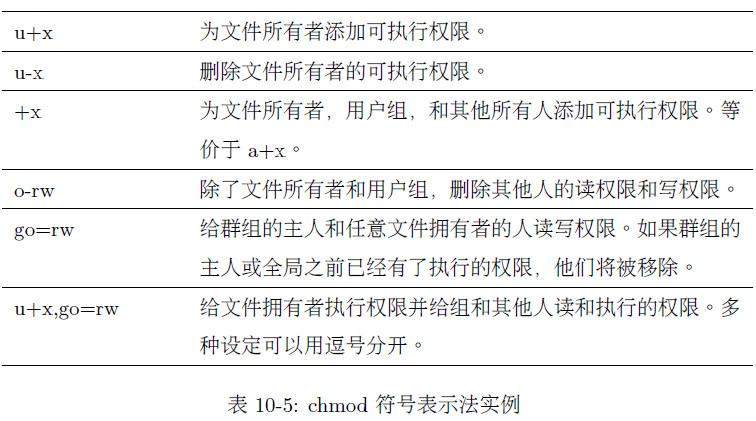 u+x 为文件所有者添加可执行权限。
u-x 删除文件所有者的可执行权限。
+x 为文件所有者，用户组，和其他所有人添加可执行权限。等
价于 a+x。
o-rw 除了文件所有者和用户组，删除其他人的读权限和写权限。
go=rw 给群组的主人和任意文件拥有者的人读写权限。如果群组的
主人或全局之前已经有了执行的权限，他们将被移除。
u+x,go=rw 给文件拥有者执行权限并给组和其他人读和执行的权限。多
种设定可以用逗号分开。
表 10-5: chmod 符号表示法实例